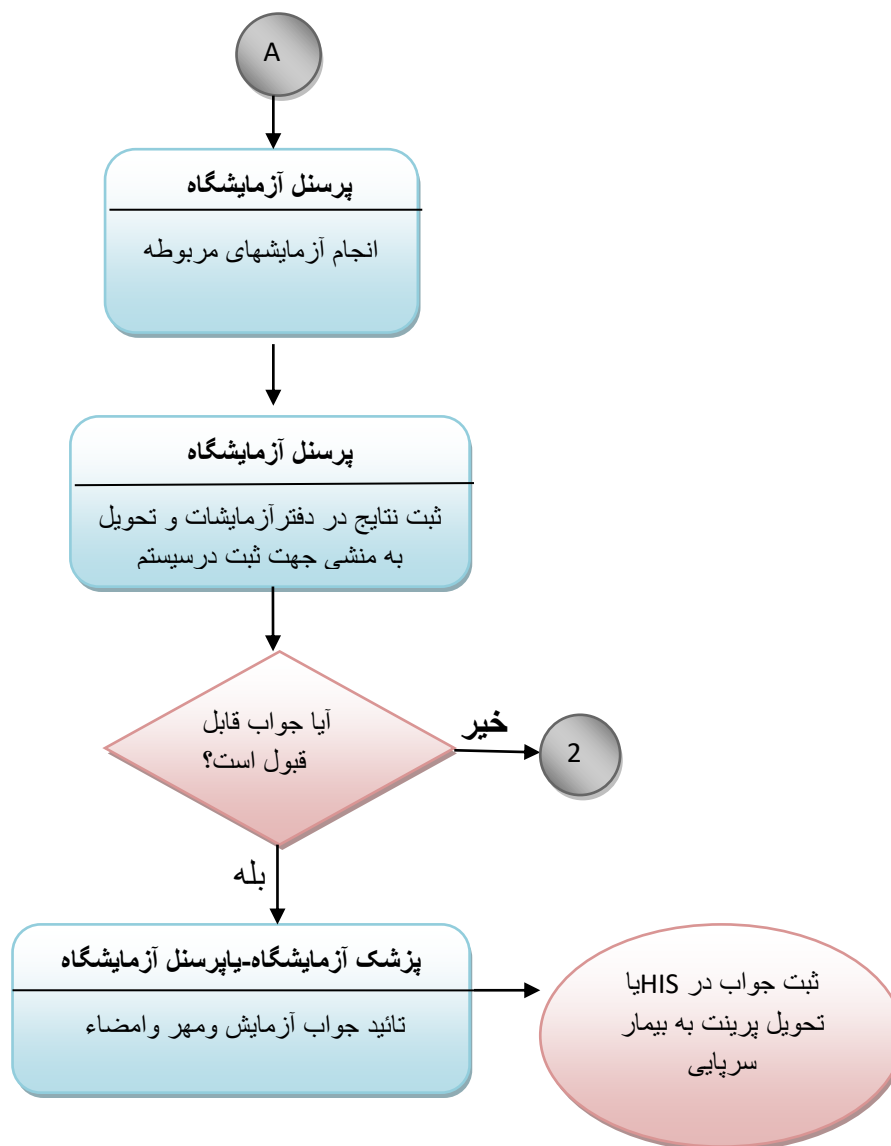 A
پرسنل آزمایشگاه
انجام آزمایشهای مربوطه
پرسنل آزمایشگاه
ثبت نتایج در دفترآزمایشات و تحویل
به منشی جهت ثبت درسیستم
آیا جواب قابل
قبول است؟
خیر
2
بله
پزشک آزمایشگاه-یاپرسنل آزمایشگاه
تائید جواب آزمایش ومهر وامضاء
ثبت جواب در HISیا
تحویل پرینت به بیمار
سرپایی